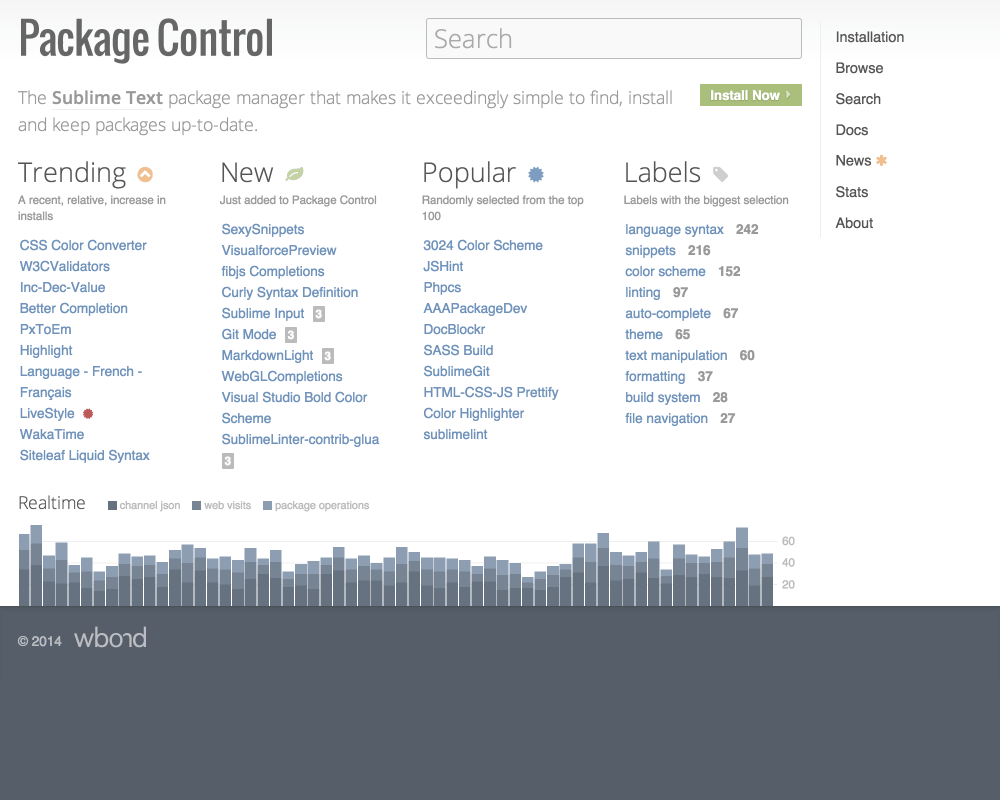 Package Control
Search
The Sublime Text package manager that makes it exceedingly simple to find, install
and keep packages up-to-date.
Install Now
Installation
Browse
Search
Docs
News
Stats
About
Trending
A recent, relative, increase in
installs
CSS Color Converter
W3CValidators
Inc-Dec-Value
Better Completion
PxToEm
Highlight
Language - French -
Français
LiveStyle
WakaTime
Siteleaf Liquid Syntax
New
Just added to Package Control
SexySnippets
VisualforcePreview
fibjs Completions
Curly Syntax Definition
Sublime Input 3
Git Mode 3
MarkdownLight 3
WebGLCompletions
Visual Studio Bold Color
Scheme
SublimeLinter-contrib-glua
3
Popular
Randomly selected from the top
100
3024 Color Scheme
JSHint
Phpcs
AAAPackageDev
DocBlockr
SASS Build
SublimeGit
HTML-CSS-JS Prettify
Color Highlighter
sublimelint
Labels
Labels with the biggest selection
language syntax 242
snippets 216
color scheme 152
linting 97
auto-complete 67
theme 65
text manipulation 60
formatting 37
build system 28
file navigation 27
Realtime
channel json web visits package operations
60
40
20
© 2014 wbond